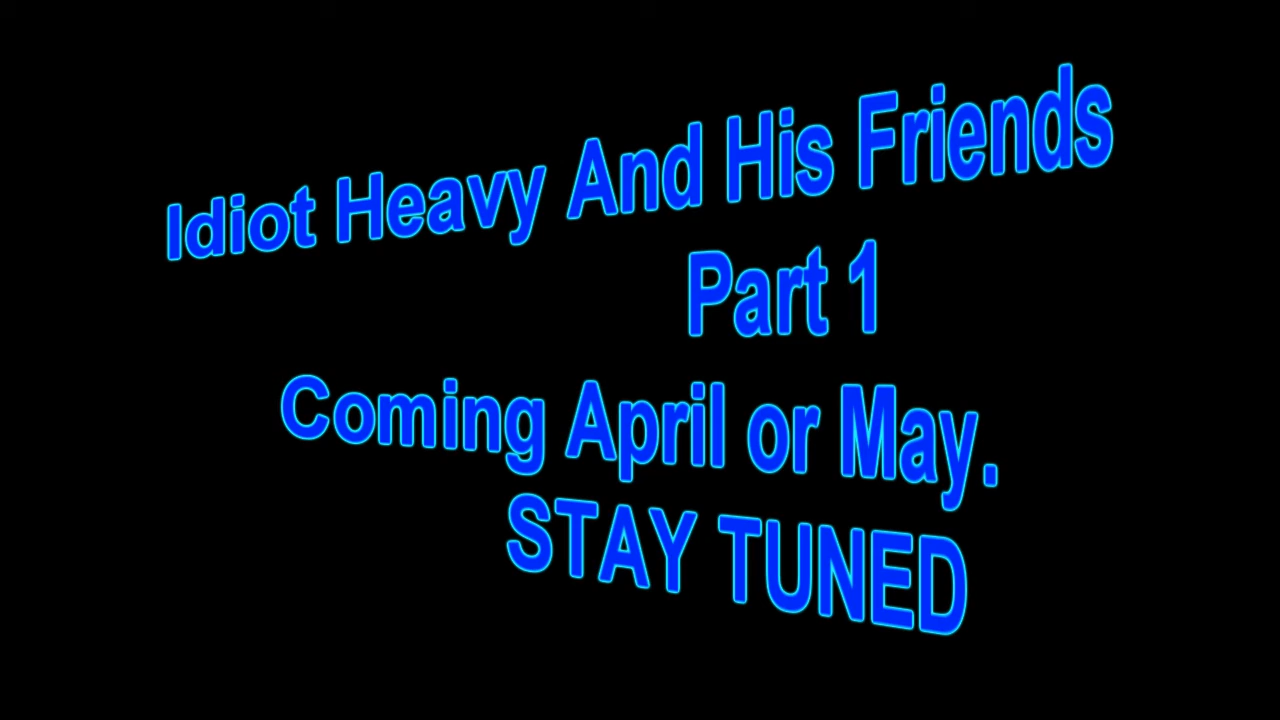 Idiot Heavy And His Friends
Part 1
Coming April or May.
STAY TUNED